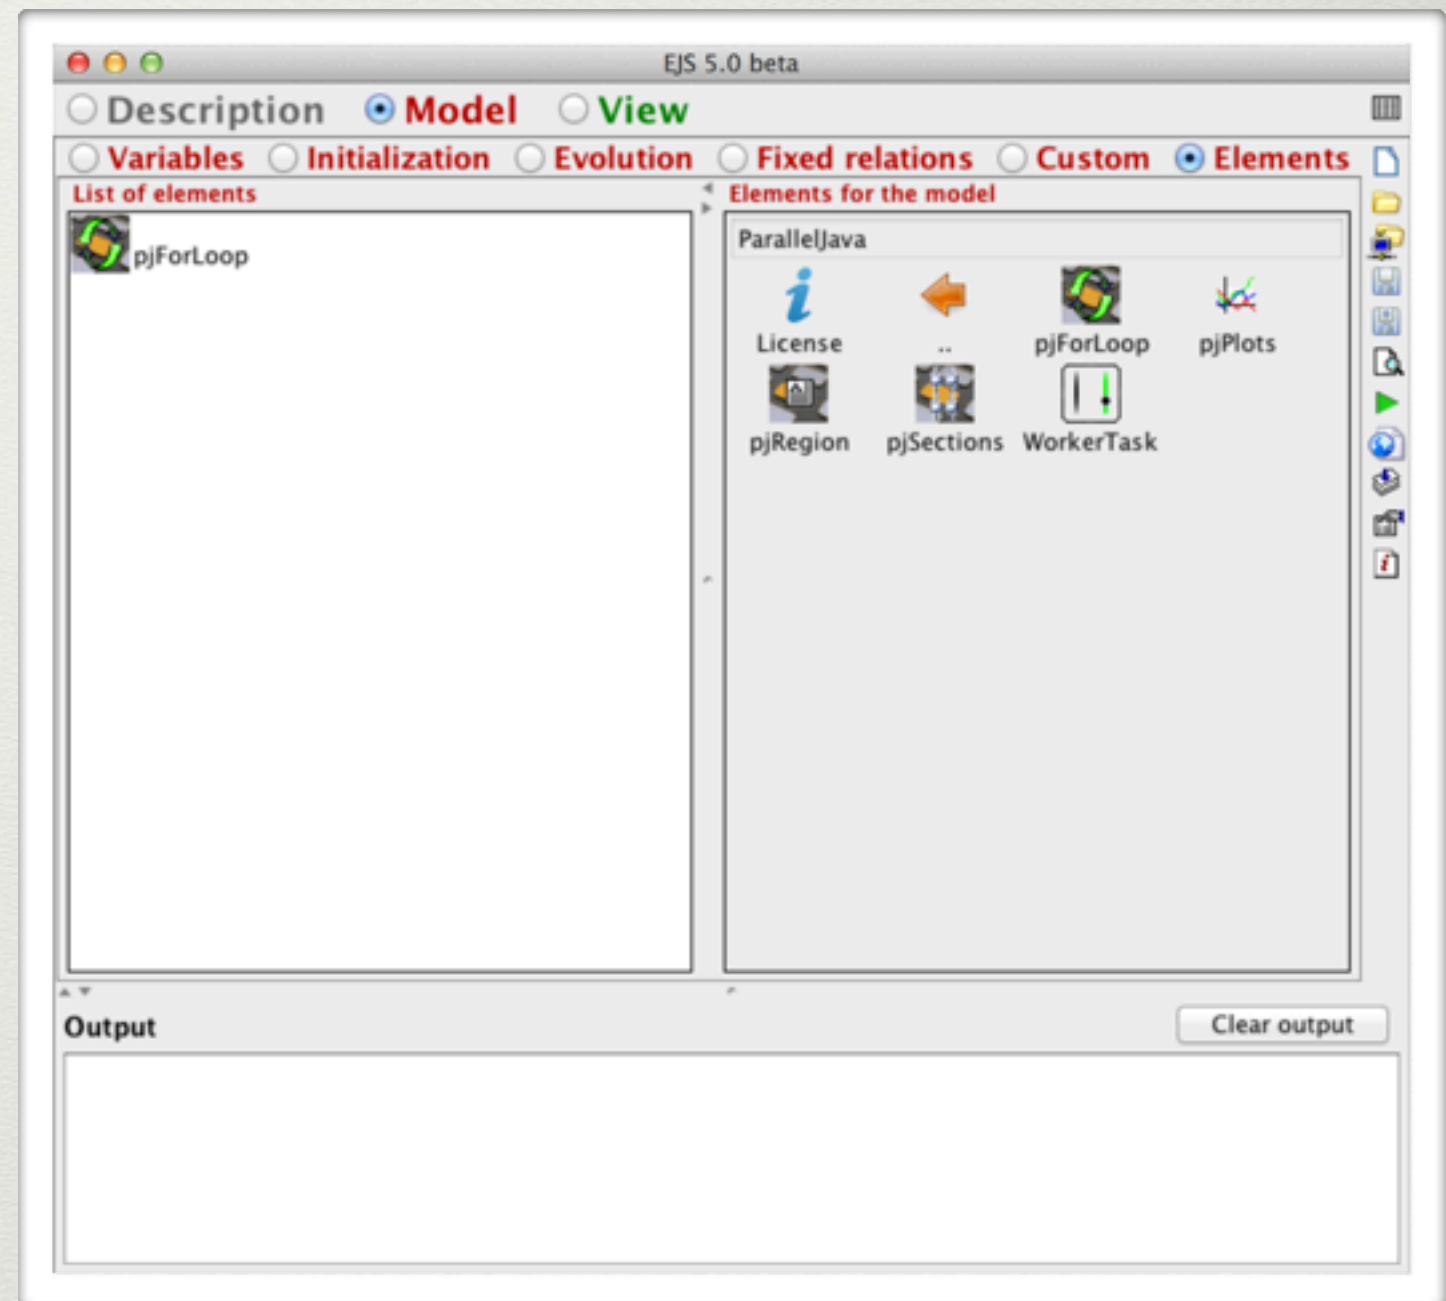 EJS 5.0 beta
Description Model View
Variables Initialization Evolution Fixed relations Custom Elements
List of elements
pjForLoop
Elements for the model
ParallelJava
License .. pjForLoop pjPlots
pjRegion pjSections WorkerTask
Output
Clear output